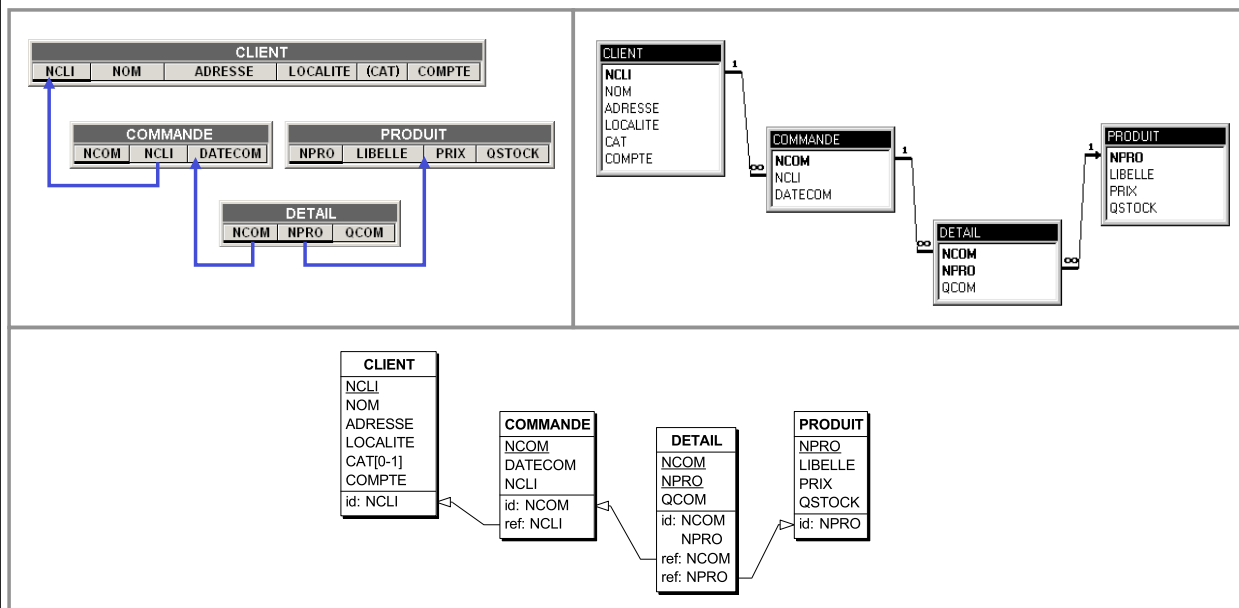 CLIENT
NCLI NOM ADRESSE LOCALITE (CAT) COMPTE
COMMANDE
NCOM NCLI DATECOM
PRODUIT
NPRO LIBELLE PRIX QSTOCK
DETAIL
NCOM NPRO QCOM
CLIENT
NCLI
NOM
ADRESSE
LOCALITE
CAT
COMPTE
1
∞
COMMANDE
NCOM
NCLI
DATECOM
1
∞
DETAIL
NCOM
NPRO
QCOM
∞
1
PRODUIT
NPRO
LIBELLE
PRIX
QSTOCK
CLIENT
NCLI
NOM
ADRESSE
LOCALITE
CAT[0-1]
COMPTE
id: NCLI
COMMANDE
NCOM
DATECOM
NCLI
id: NCOM
ref: NCLI
DETAIL
NCOM
NPRO
QCOM
id: NCOM
NPRO
ref: NCOM
ref: NPRO
PRODUIT
NPRO
LIBELLE
PRIX
QSTOCK
id: NPRO